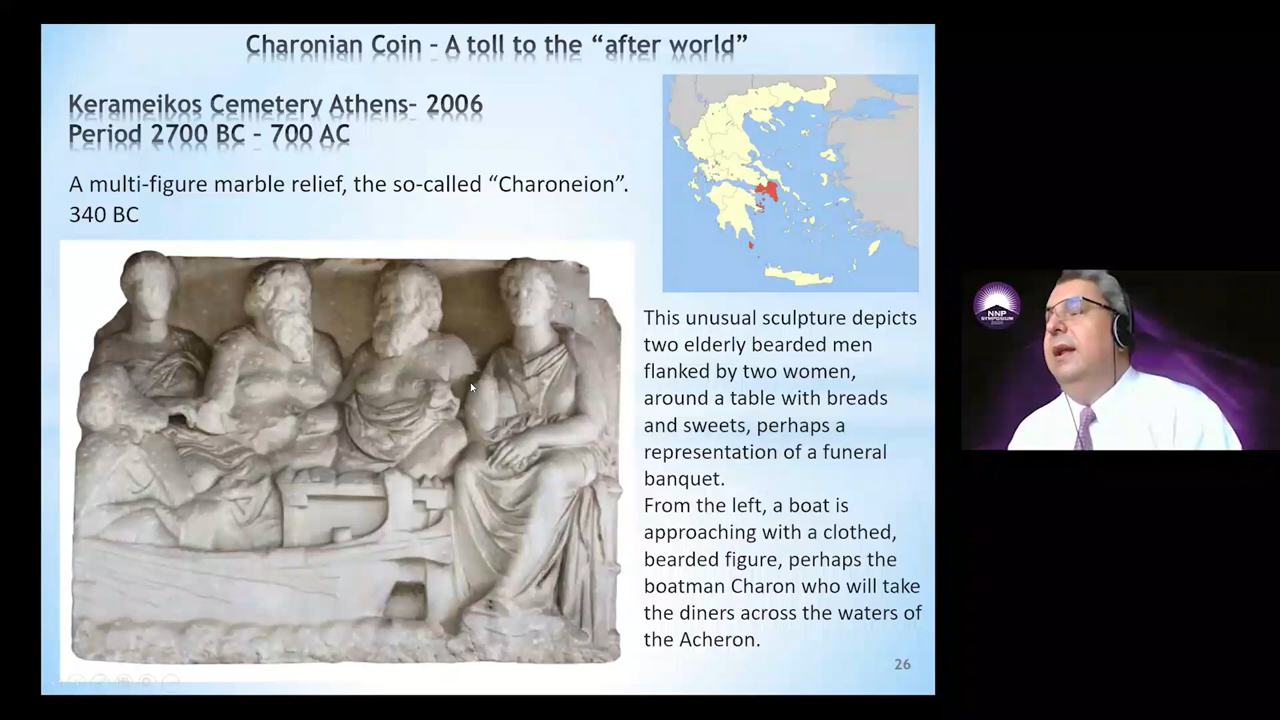 Charonian Coin – A toll to the “after world”
Kerameikos Cemetery Athens– 2006
Period 2700 BC – 700 AC
A multi-figure marble relief, the so-called “Charoneion”.
340 BC
This unusual sculpture depicts
two elderly bearded men
flanked by two women,
around a table with breads
and sweets, perhaps a
representation of a funeral
banquet.
From the left, a boat is
approaching with a clothed,
bearded figure, perhaps the
boatman Charon who will take
the diners across the waters of
the Acheron.
26
NNP
SYMPOSIUM